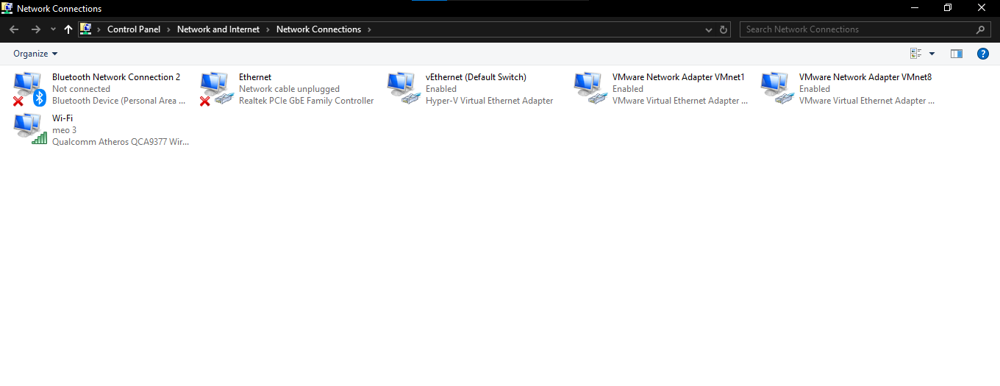 Network Connections
Control Panel > Network and Internet > Network Connections >
Search Network Connections
Organize
Bluetooth Network Connection 2
Not connected
Bluetooth Device (Personal Area ...
Ethernet
Network cable unplugged
Realtek PCIe GbE Family Controller
vEthernet (Default Switch)
Enabled
Hyper-V Virtual Ethernet Adapter
VMware Network Adapter VMnet1
Enabled
VMware Virtual Ethernet Adapter ...
VMware Network Adapter VMnet8
Enabled
VMware Virtual Ethernet Adapter ...
Wi-Fi
meo 3
Qualcomm Atheros QCA9377 Wir...